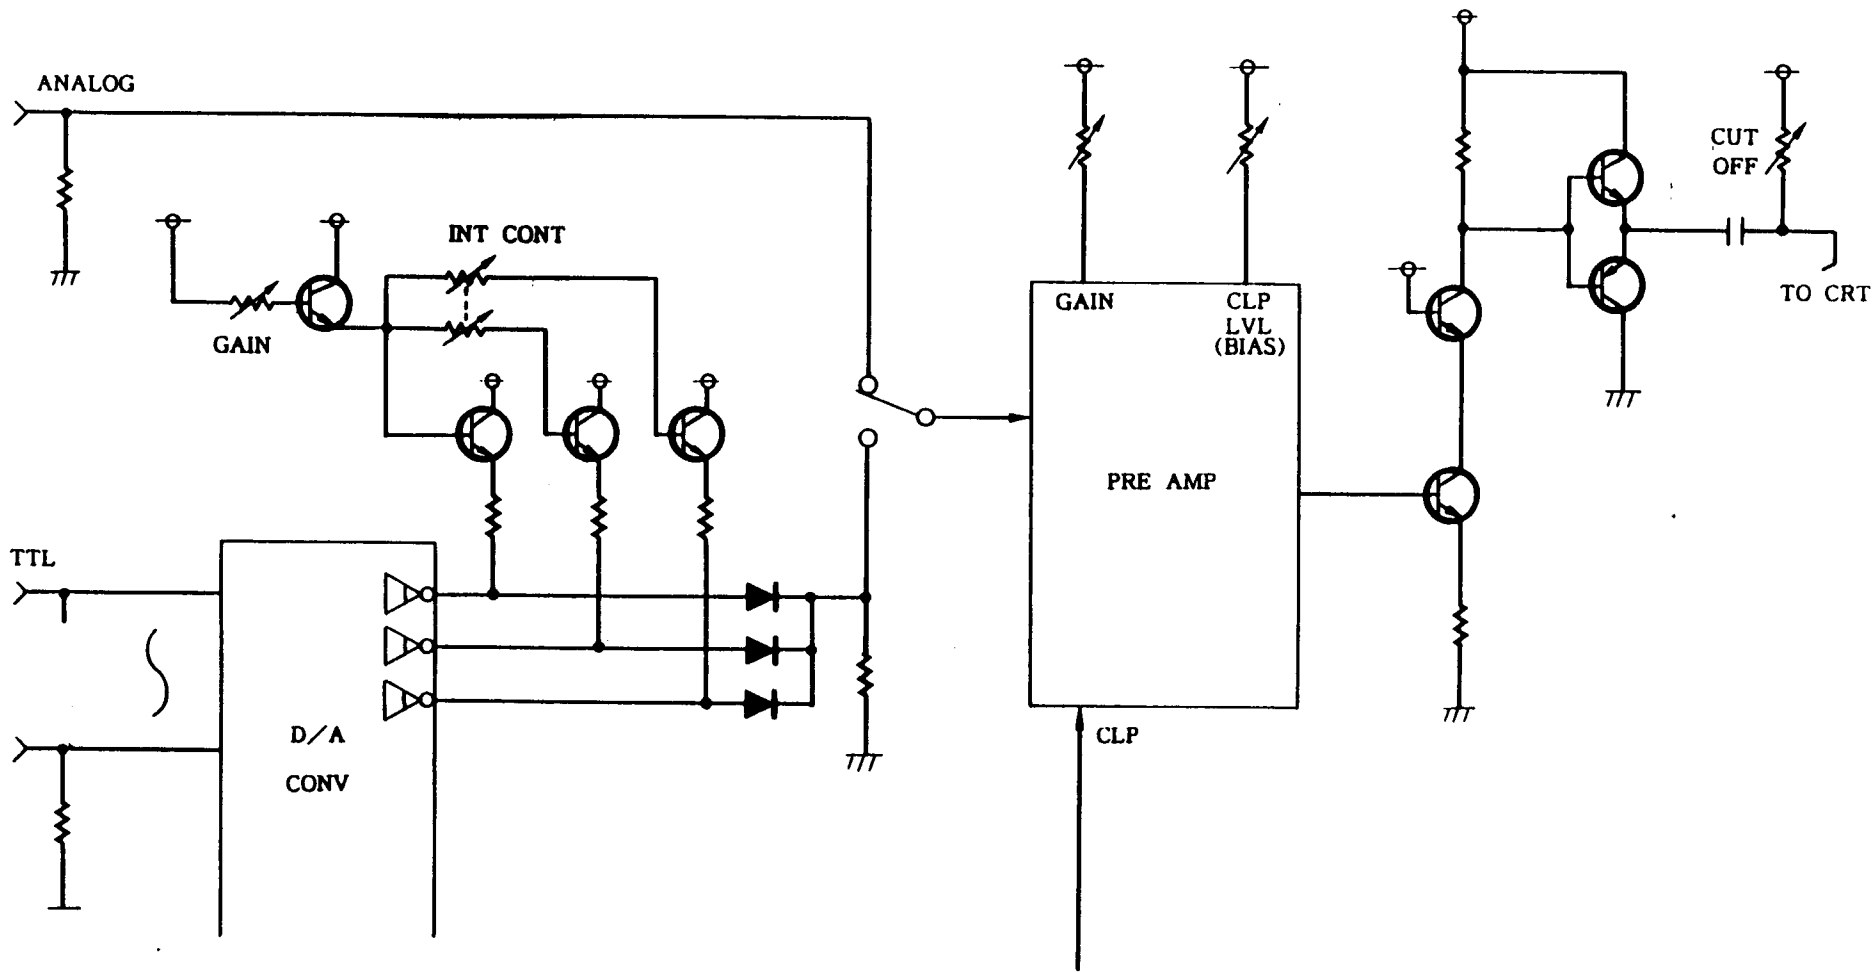 ANALOG
CUT
OFF
INT CONT
GAIN
GAIN
CLP
LVL
(BIAS)
TO CRT
PRE AMP
TTL
D/A
CONV
CLP